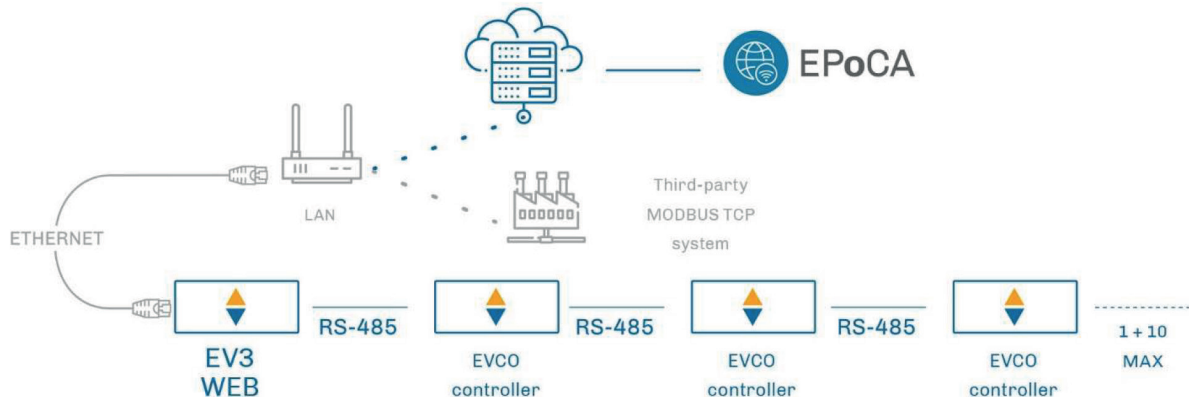 EPoCA
Third-party
MODBUS TCP
system
LAN
ETHERNET
RS-485
RS-485
RS-485
EV3
WEB
EVCO
controller
EVCO
controller
EVCO
controller
1 + 10
MAX